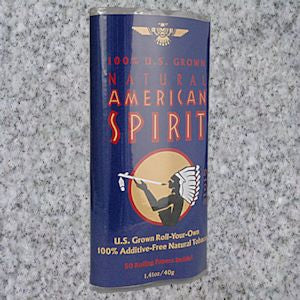 100% U.S. GROWN
NATURAL
AMERICAN
SPIRIT
U.S. Grown Roll-Your-Own
100% Additive-Free Natural Tobacco
50 Rolling Papers Inside!
1.41oz/40g